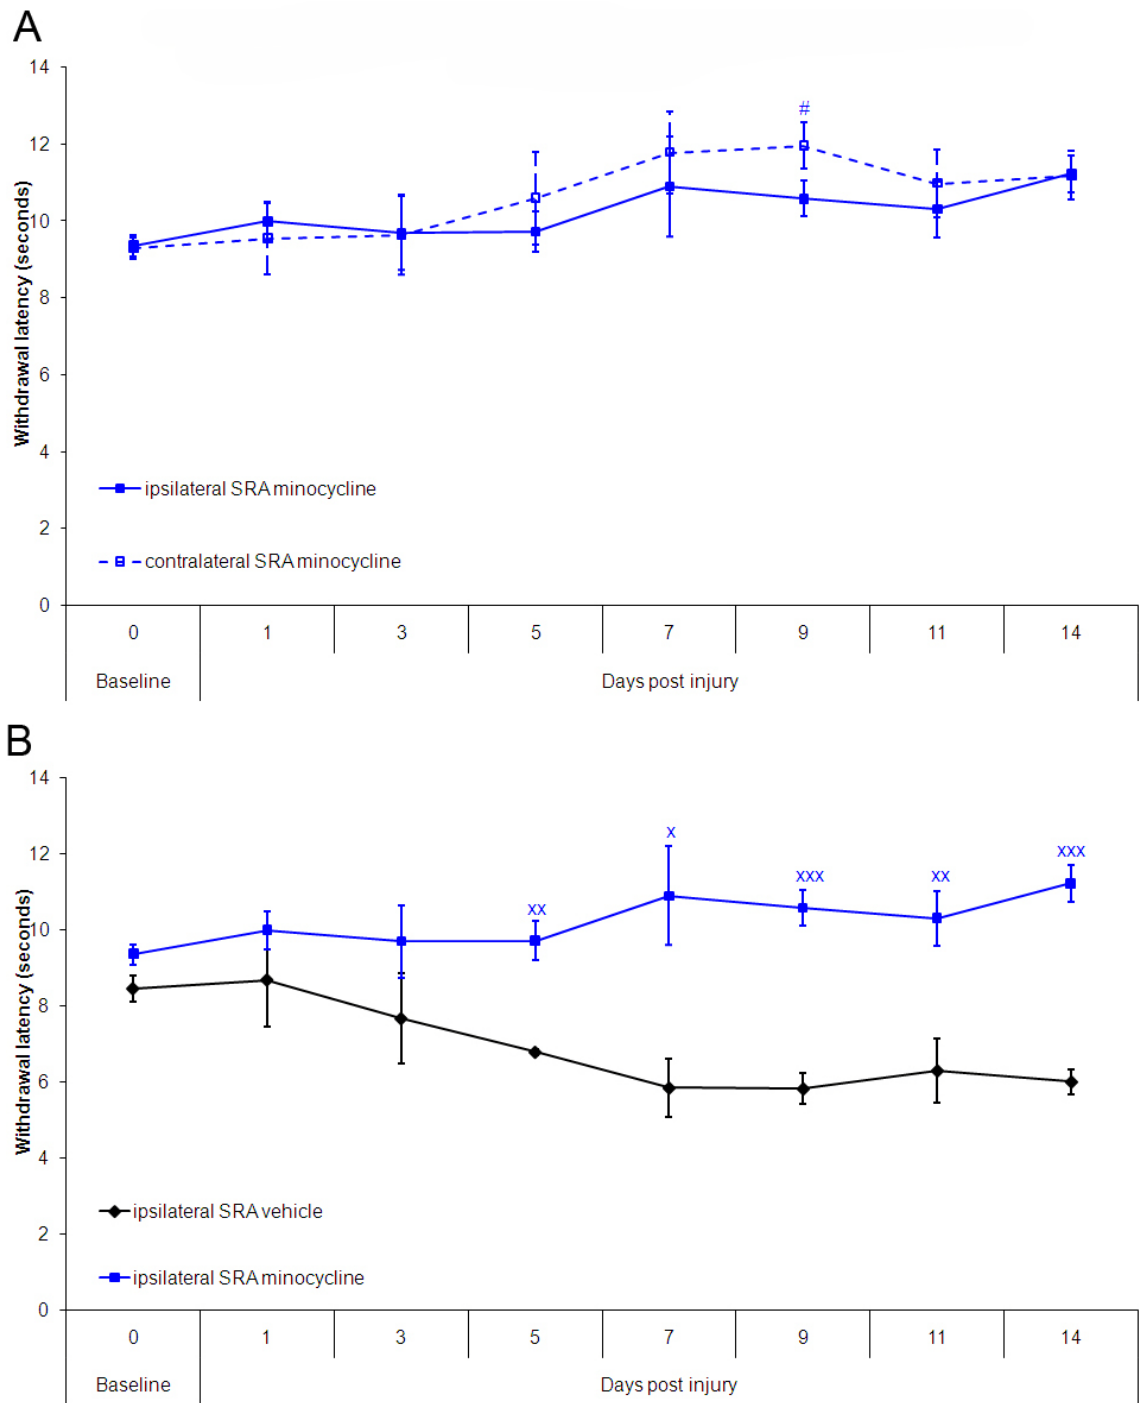 A
14
#
12
10
8
6
4
2
0
Withdrawal latency (seconds)
ipsilateral SRA minocycline
contralateral SRA minocycline
0 1 3 5 7 9 11 14
Baseline Days post injury
B
14
x
xxx
12
xxx
xx
xx
10
8
6
4
2
0
Withdrawal latency (seconds)
ipsilateral SRA vehicle
ipsilateral SRA minocycline
0 1 3 5 7 9 11 14
Baseline Days post injury